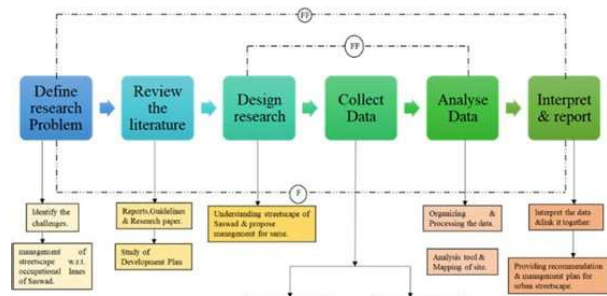 FF
FF
Define
research
Problem
Review
the
literature
Design
research
Collect
Data
Analyse
Data
Interpret
& report
F
Identify the
challenges.
management of
streetscape w.r.t.
occuptional lanes
of Saswad.
Reports,Guidelines
& Research paper.
Study of
Development Plan
Understanding streetscape of
Saswad & propose
management for same.
Organizing &
Processing the data.
Analysis tool &
Mapping of site.
Interpret the data
&link it together.
Providing recommendation
& management plan for
urban streetscape.